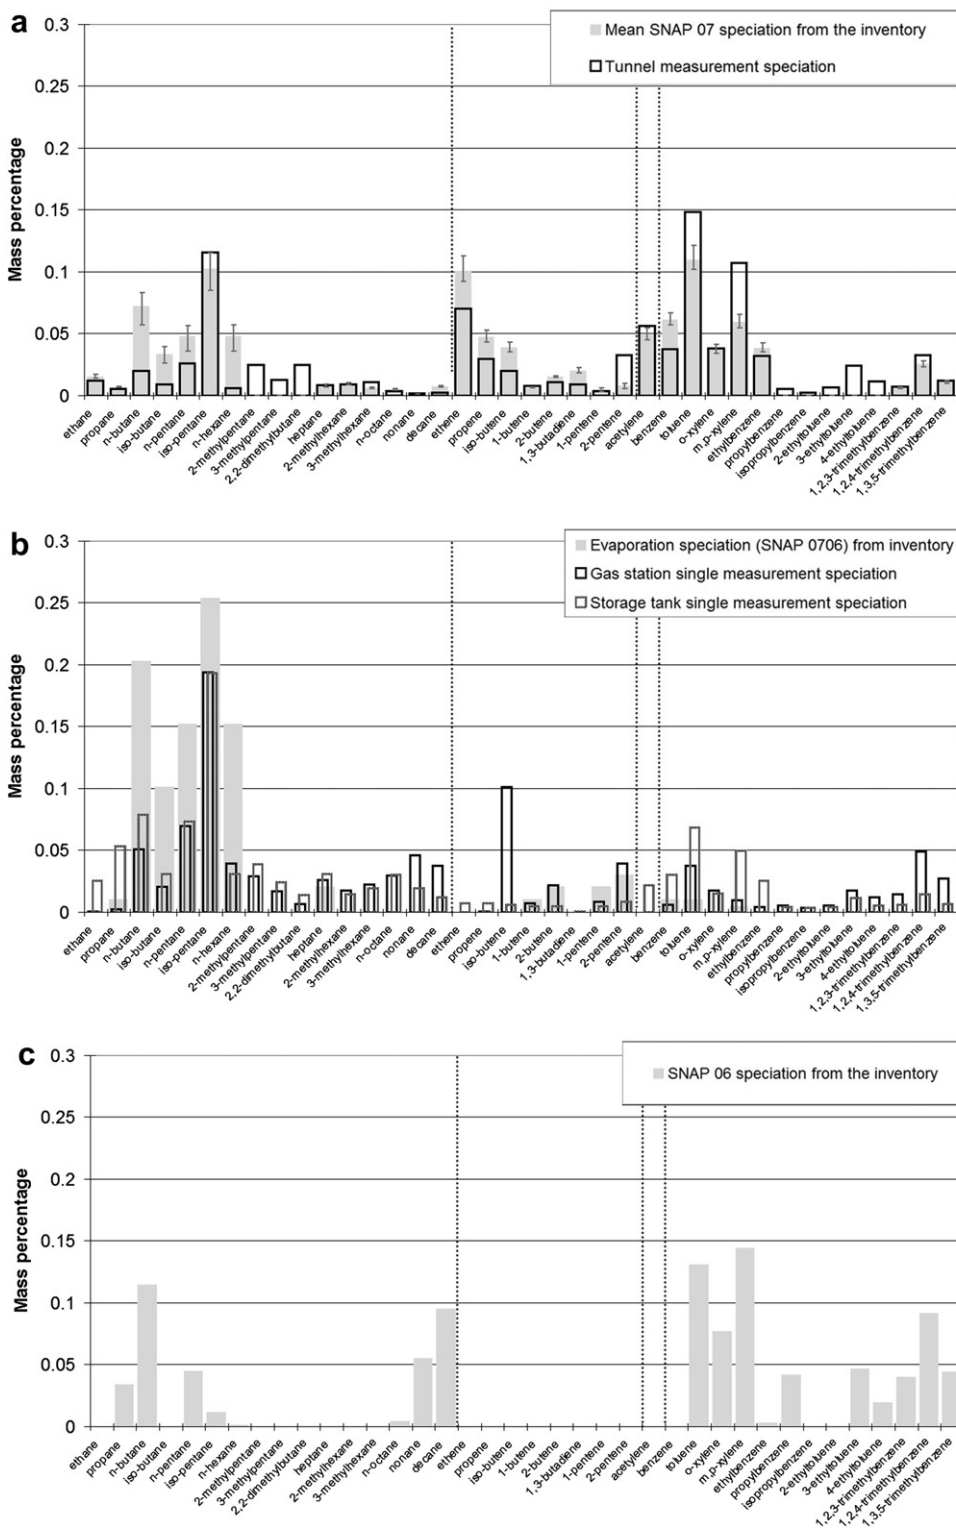 a
0.3
Mean SNAP 07 speciation from the inventory
Tunnel measurement speciation
0.25
0.2
0.15
0.1
0.05
0
Mass percentage
ethane
propane
n-butane
iso-butane
n-pentane
iso-pentane
n-hexane
2-methylpentane
3-methylpentane
2,2-dimethylbutane
heptane
2-methylhexane
3-methylhexane
n-octane
nonane
decane
ethene
propene
iso-butene
1-butene
2-butene
1,3-butadiene
1-pentene
2-pentene
acetylene
benzene
toluene
o-xylene
m,p-xylene
ethylbenzene
propylbenzene
isopropylbenzene
2-ethyltoluene
3-ethyltoluene
4-ethyltoluene
1,2,3-trimethylbenzene
1,2,4-trimethylbenzene
1,3,5-trimethylbenzene
b
0.3
Evaporation speciation (SNAP 0706) from inventory
Gas station single measurement speciation
Storage tank single measurement speciation
0.25
0.2
0.15
0.1
0.05
0
Mass percentage
ethane
propane
n-butane
iso-butane
n-pentane
iso-pentane
n-hexane
2-methylpentane
3-methylpentane
2,2-dimethylbutane
heptane
2-methylhexane
3-methylhexane
n-octane
nonane
decane
ethene
propene
iso-butene
1-butene
2-butene
1,3-butadiene
1-pentene
2-pentene
acetylene
benzene
toluene
o-xylene
m,p-xylene
ethylbenzene
propylbenzene
isopropylbenzene
2-ethyltoluene
3-ethyltoluene
4-ethyltoluene
1,2,3-trimethylbenzene
1,2,4-trimethylbenzene
1,3,5-trimethylbenzene
c
0.3
SNAP 06 speciation from the inventory
0.25
0.2
0.15
0.1
0.05
0
Mass percentage
ethane
propane
n-butane
iso-butane
n-pentane
iso-pentane
n-hexane
2-methylpentane
3-methylpentane
2,2-dimethylbutane
heptane
2-methylhexane
3-methylhexane
n-octane
nonane
decane
ethene
propene
iso-butene
1-butene
2-butene
1,3-butadiene
1-pentene
2-pentene
acetylene
benzene
toluene
o-xylene
m,p-xylene
ethylbenzene
propylbenzene
isopropylbenzene
2-ethyltoluene
3-ethyltoluene
4-ethyltoluene
1,2,3-trimethylbenzene
1,2,4-trimethylbenzene
1,3,5-trimethylbenzene